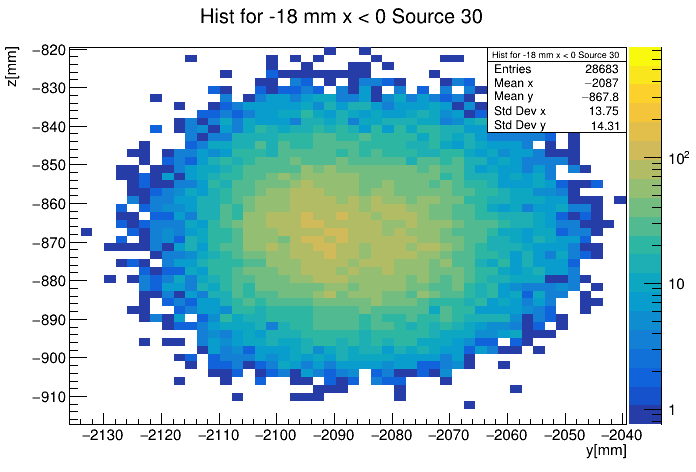 Hist for -18 mm x < 0 Source 30
z[mm]
Hist for -18 mm x < 0 Source 30
Entries 28683
Mean x −2087
Mean y −867.8
Std Dev x 13.75
Std Dev y 14.31
−820
−830
−840
−850
−860
−870
−880
−890
−900
−910
−2130 −2120 −2110 −2100 −2090 −2080 −2070 −2060 −2050 −2040
y[mm]
10²
10
1